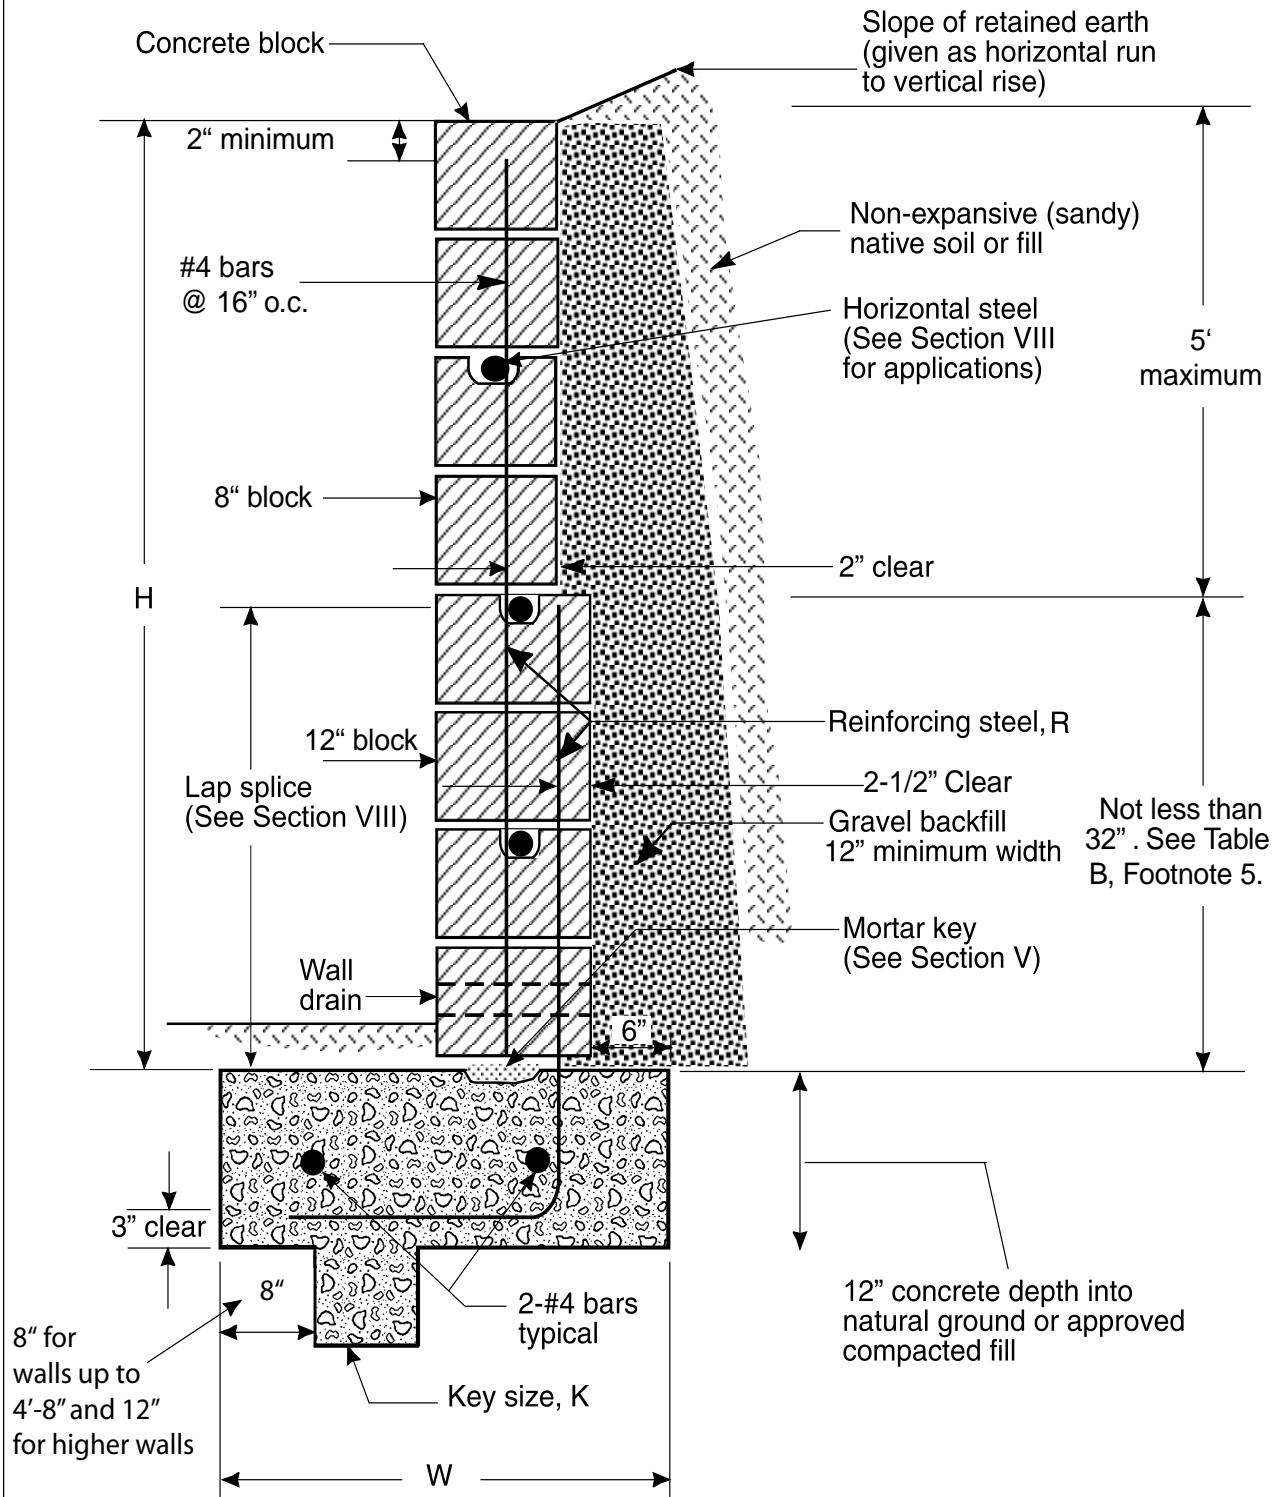 Concrete block
Slope of retained earth
(given as horizontal run
to vertical rise)
2“ minimum
Non-expansive (sandy)
native soil or fill
#4 bars
@ 16” o.c.
Horizontal steel
(See Section VIII
for applications)
5‘
maximum
8“ block
2” clear
H
Reinforcing steel, R
12“ block
2-1/2” Clear
Lap splice
(See Section VIII)
Gravel backfill
12” minimum width
Not less than
32” . See Table
B, Footnote 5.
Mortar key
(See Section V)
Wall
drain
6”
3” clear
8“
2-#4 bars
typical
12” concrete depth into
natural ground or approved
compacted fill
8“ for
walls up to
4’-8” and 12”
for higher walls
Key size, K
W